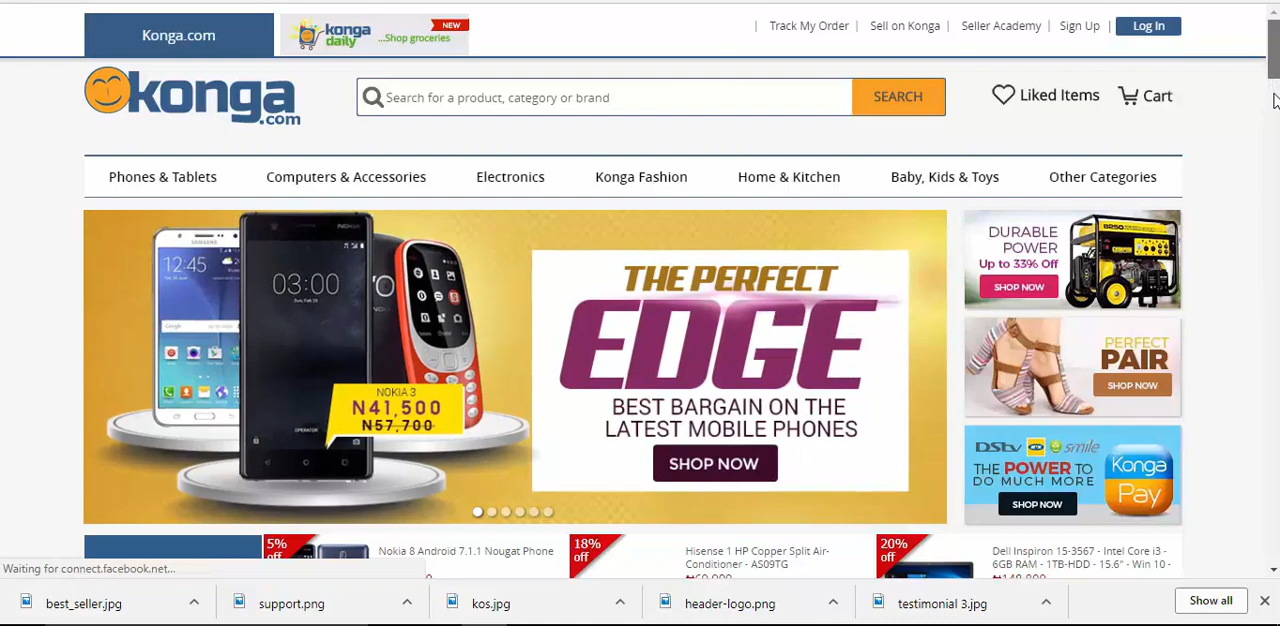 Konga.com
konga daily
NEW
...Shop groceries
Track My Order
Sell on Konga
Seller Academy
Sign Up
Log In
konga
.com
Search for a product, category or brand
SEARCH
Liked Items
Cart
Phones & Tablets
Computers & Accessories
Electronics
Konga Fashion
Home & Kitchen
Baby, Kids & Toys
Other Categories
SAMSUNG
12:45
Google
NOKIA
03:00
NOKIA 3
N41,500
N57,700
THE PERFECT
EDGE
BEST BARGAIN ON THE
LATEST MOBILE PHONES
SHOP NOW
DURABLE
POWER
Up to 33% Off
SHOP NOW
PERFECT
PAIR
SHOP NOW
DStv MTN smile
THE POWER TO
DO MUCH MORE
SHOP NOW
Konga
Pay
5%
off
Nokia 8 Android 7.1.1 Nougat Phone
18%
off
Hisense 1 HP Copper Split Air-
Conditioner - AS09TG
20%
off
Dell Inspiron 15-3567 - Intel Core i3 -
6GB RAM - 1TB-HDD - 15.6" - Win 10 -
Waiting for connect.facebook.net...
best_seller.jpg
support.png
kos.jpg
header-logo.png
testimonial 3.jpg
Show all